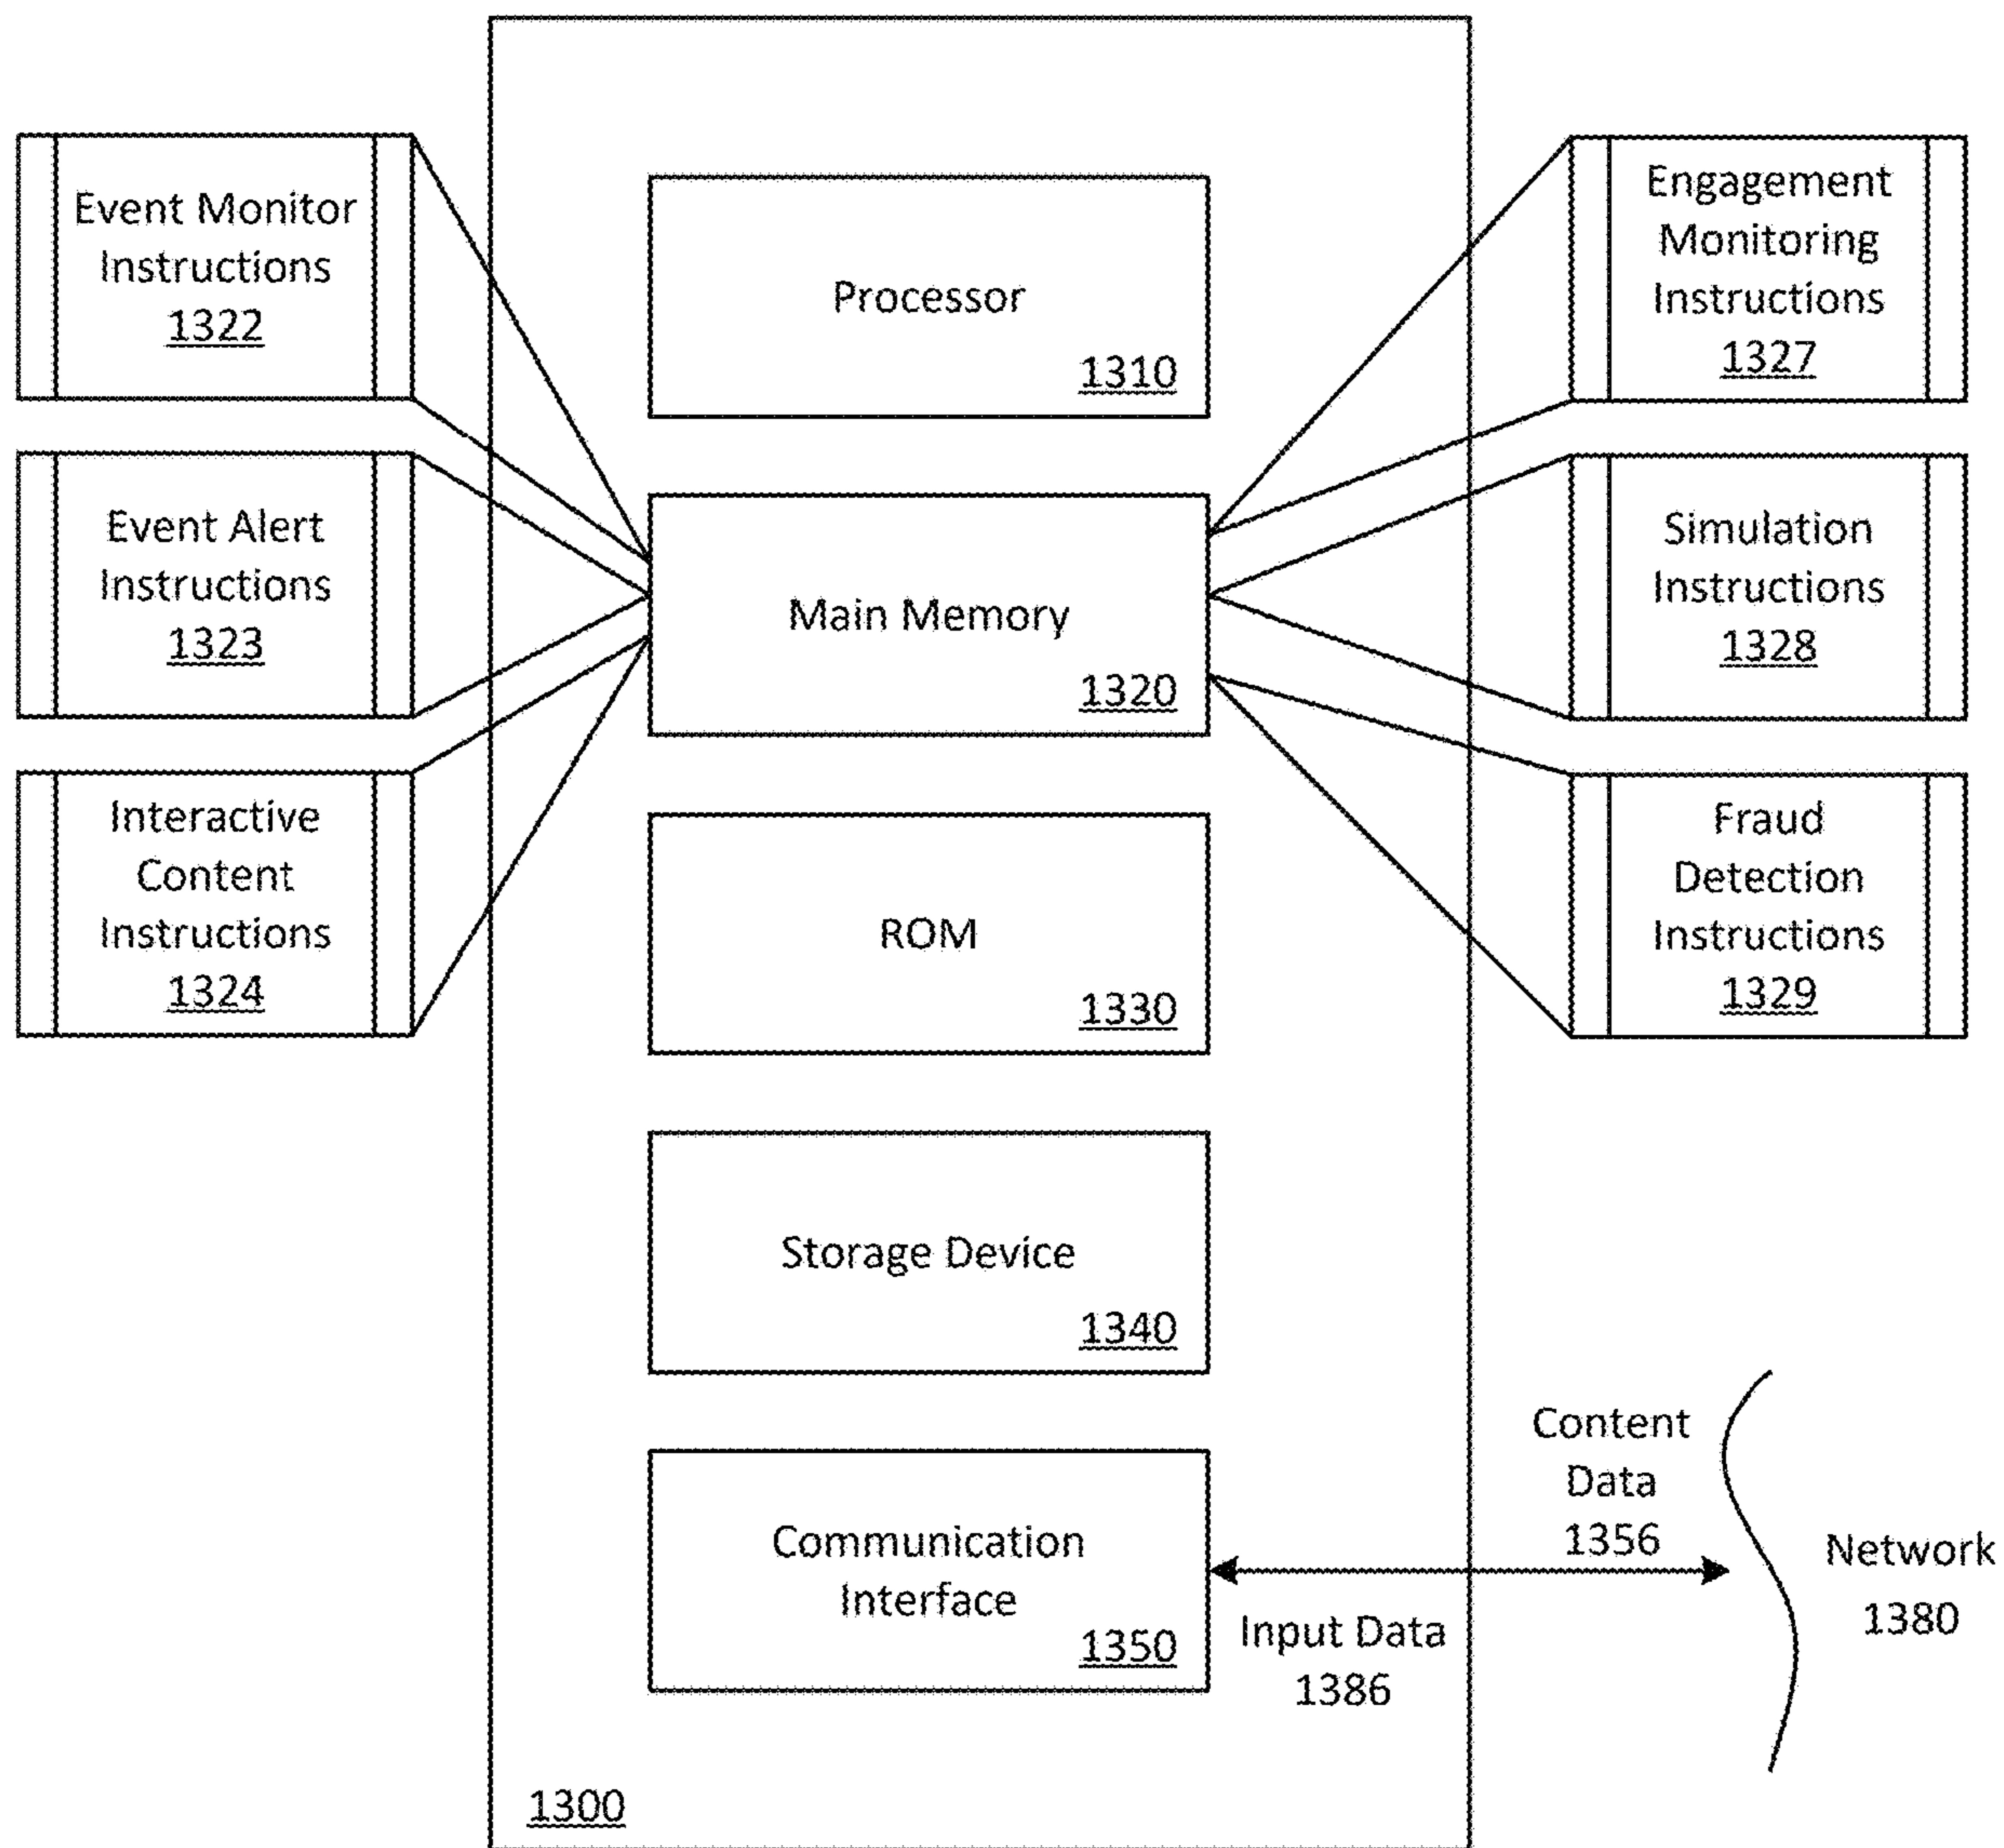 Event Monitor
Instructions
1322
Event Alert
Instructions
1323
Interactive
Content
Instructions
1324
Processor
1310
Main Memory
1320
ROM
1330
Storage Device
1340
Communication
Interface
1350
1300
Engagement
Monitoring
Instructions
1327
Simulation
Instructions
1328
Fraud
Detection
Instructions
1329
Content
Data
1356
Input Data
1386
Network
1380